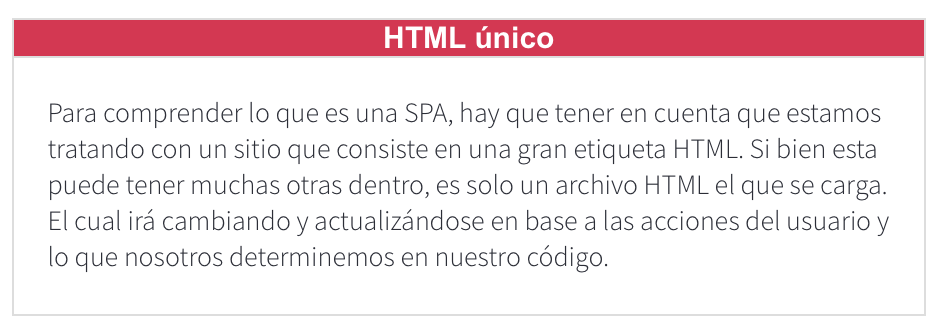 HTML único
Para comprender lo que es una SPA, hay que tener en cuenta que estamos
tratando con un sitio que consiste en una gran etiqueta HTML. Si bien esta
puede tener muchas otras dentro, es solo un archivo HTML el que se carga.
El cual irá cambiando y actualizándose en base a las acciones del usuario y
lo que nosotros determinemos en nuestro código.